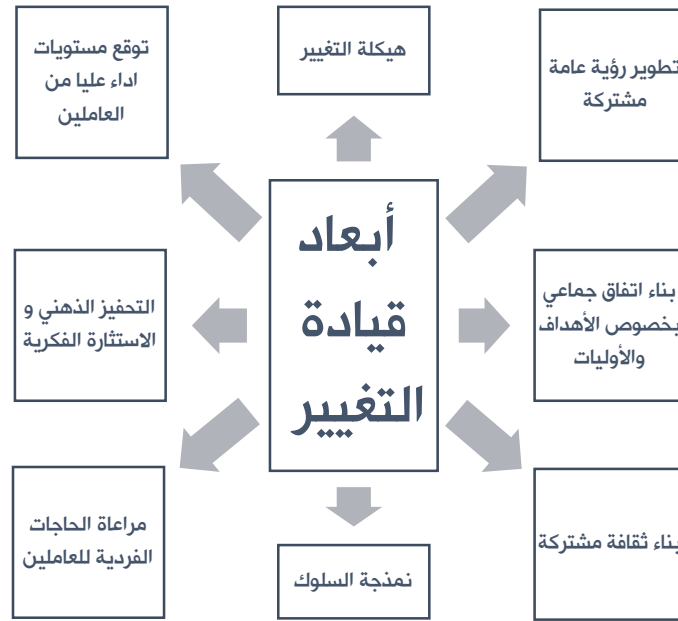 تطوير رؤية عامة
مشتركة
هيكلة التغيير
توقع مستويات
اداء عليا من
العاملين
بناء اتفاق جماعي
بخصوص الأهداف
والأوليات
أبعاد
قيادة
التغيير
التحفيز الذهني و
الاستثارة الفكرية
بناء ثقافة مشتركة
نمذجة السلوك
مراعاة الحاجات
الفردية للعاملين